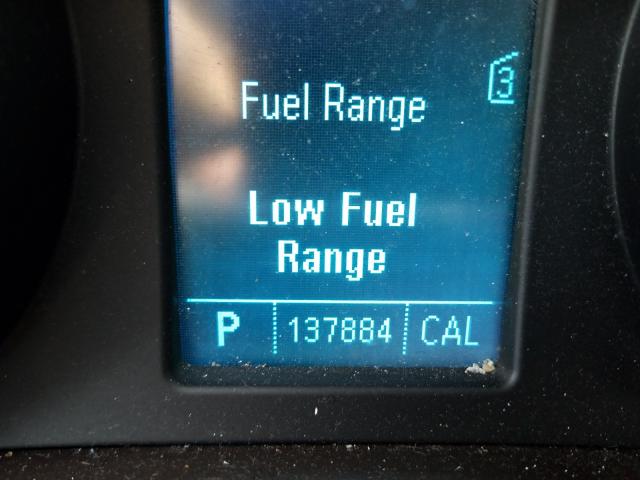 3
Fuel Range
Low Fuel
Range
P 137884 CAL